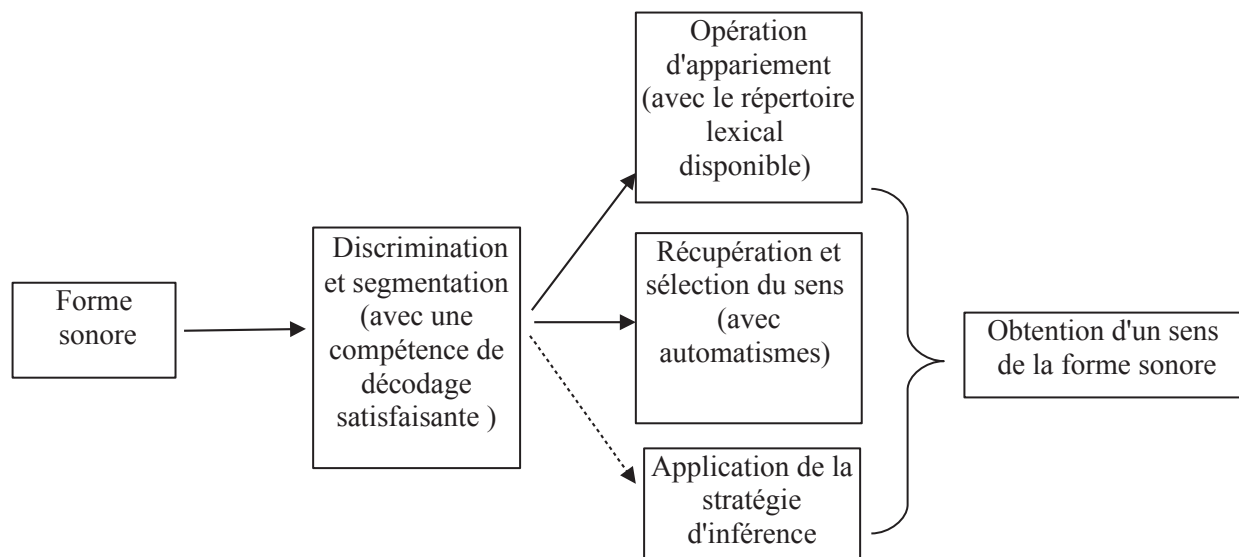 Forme
sonore
Discrimination
et segmentation
(avec une
compétence de
décodage
satisfaisante )
Opération
d'appariement
(avec le répertoire
lexical
disponible)
Récupération et
sélection du sens
(avec
automatismes)
Application de la
stratégie
d'inférence
Obtention d'un sens
de la forme sonore